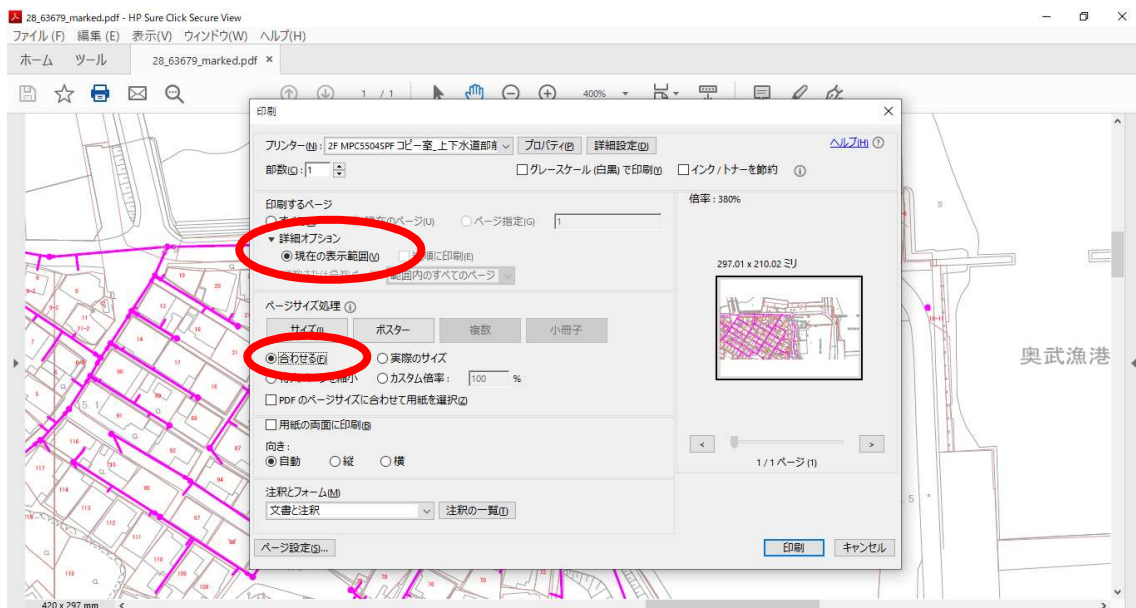 28_63679_marked.pdf - HP Sure Click Secure View
ファイル(F) 編集(E) 表示(V) ウィンドウ(W) ヘルプ(H)
ホーム ツール 28_63679_marked.pdf ×
1 / 1 400%
印刷
プリンター(N): 2F MPC5504SPF コピー室_上下水道部 プロパティ(P) 詳細設定(D) ヘルプ(H)
部数(C): 1 グレースケール (白黒) で印刷(Y) インク/トナーを節約
印刷するページ 倍率: 380%
現在のページ(U) ページ指定(G) 1
詳細オプション
現在の表示範囲(V) 順に印刷(E)
範囲内のすべてのページ
297.01 x 210.02 ミリ
ページサイズ処理
サイズ(I) ポスター 複数 小冊子
合わせる(F) 実際のサイズ
カスタム倍率: 100 %
PDF のページサイズに合わせて用紙を選択(Z)
用紙の両面に印刷(B)
向き:
自動 縦 横
< >
1 / 1 ページ (1)
注釈とフォーム(M)
文書と注釈 注釈の一覧(T)
ページ設定(S)... 印刷 キャンセル
奥武漁港
420 x 297 mm